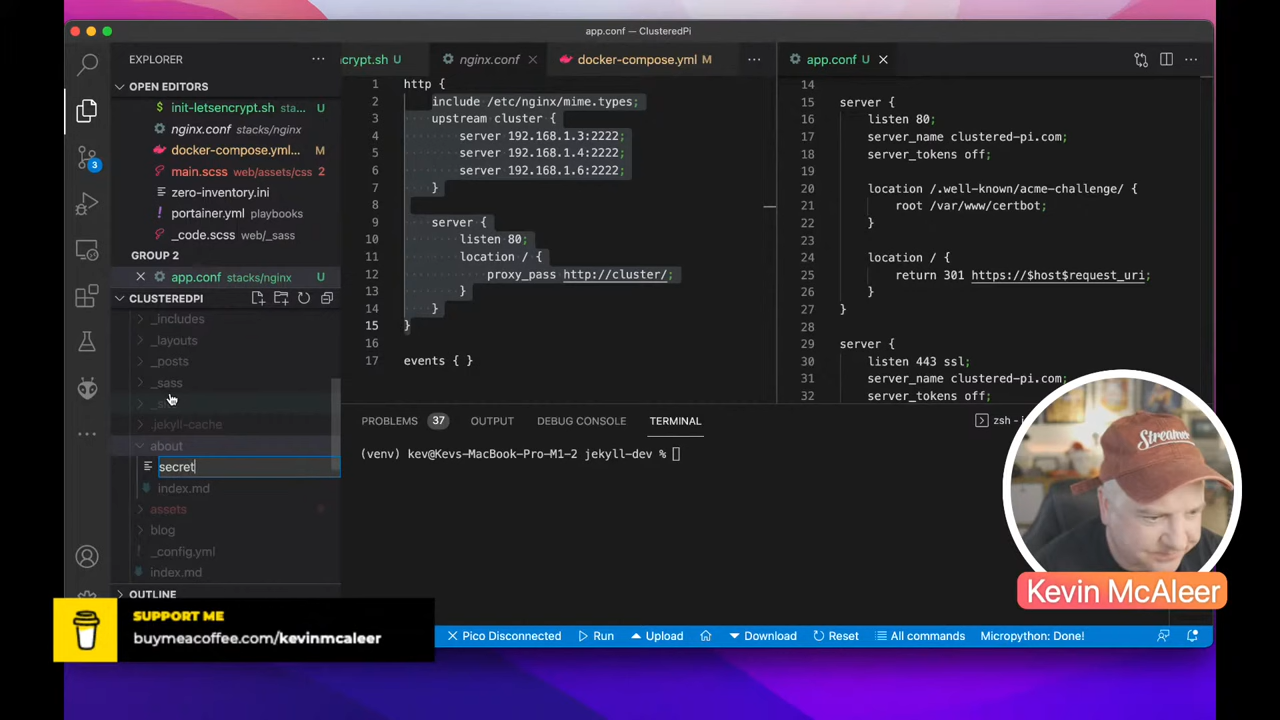 app.conf — ClusteredPi
EXPLORER
OPEN EDITORS
init-letsencrypt.sh sta... U
nginx.conf stacks/nginx
docker-compose.yml... M
main.scss web/assets/css 2
zero-inventory.ini
portainer.yml playbooks
_code.scss web/_sass
GROUP 2
app.conf stacks/nginx U
CLUSTEREDPI
_includes
_layouts
_posts
_sass
.jekyll-cache
about
secret
index.md
assets
blog
_config.yml
index.md
OUTLINE
3
ncrypt.sh U
nginx.conf
docker-compose.yml M
1 http {
2 include /etc/nginx/mime.types;
3 upstream cluster {
4 server 192.168.1.3:2222;
5 server 192.168.1.4:2222;
6 server 192.168.1.6:2222;
7 }
8
9 server {
10 listen 80;
11 location / {
12 proxy_pass http://cluster/;
13 }
14 }
15 }
16
17 events { }
app.conf U
14
15 server {
16 listen 80;
17 server_name clustered-pi.com;
18 server_tokens off;
19
20 location /.well-known/acme-challenge/ {
21 root /var/www/certbot;
22 }
23
24 location / {
25 return 301 https://$host$request_uri;
26 }
27 }
28
29 server {
30 listen 443 ssl;
31 server_name clustered-pi.com;
32 server_tokens off;
PROBLEMS 37 OUTPUT DEBUG CONSOLE TERMINAL
zsh
(venv) kev@Kevs-MacBook-Pro-M1-2 jekyll-dev %
Streamer
Kevin McAleer
SUPPORT ME
buymeacoffee.com/kevinmcaleer
Pico Disconnected Run Upload Download Reset All commands Micropython: Done!